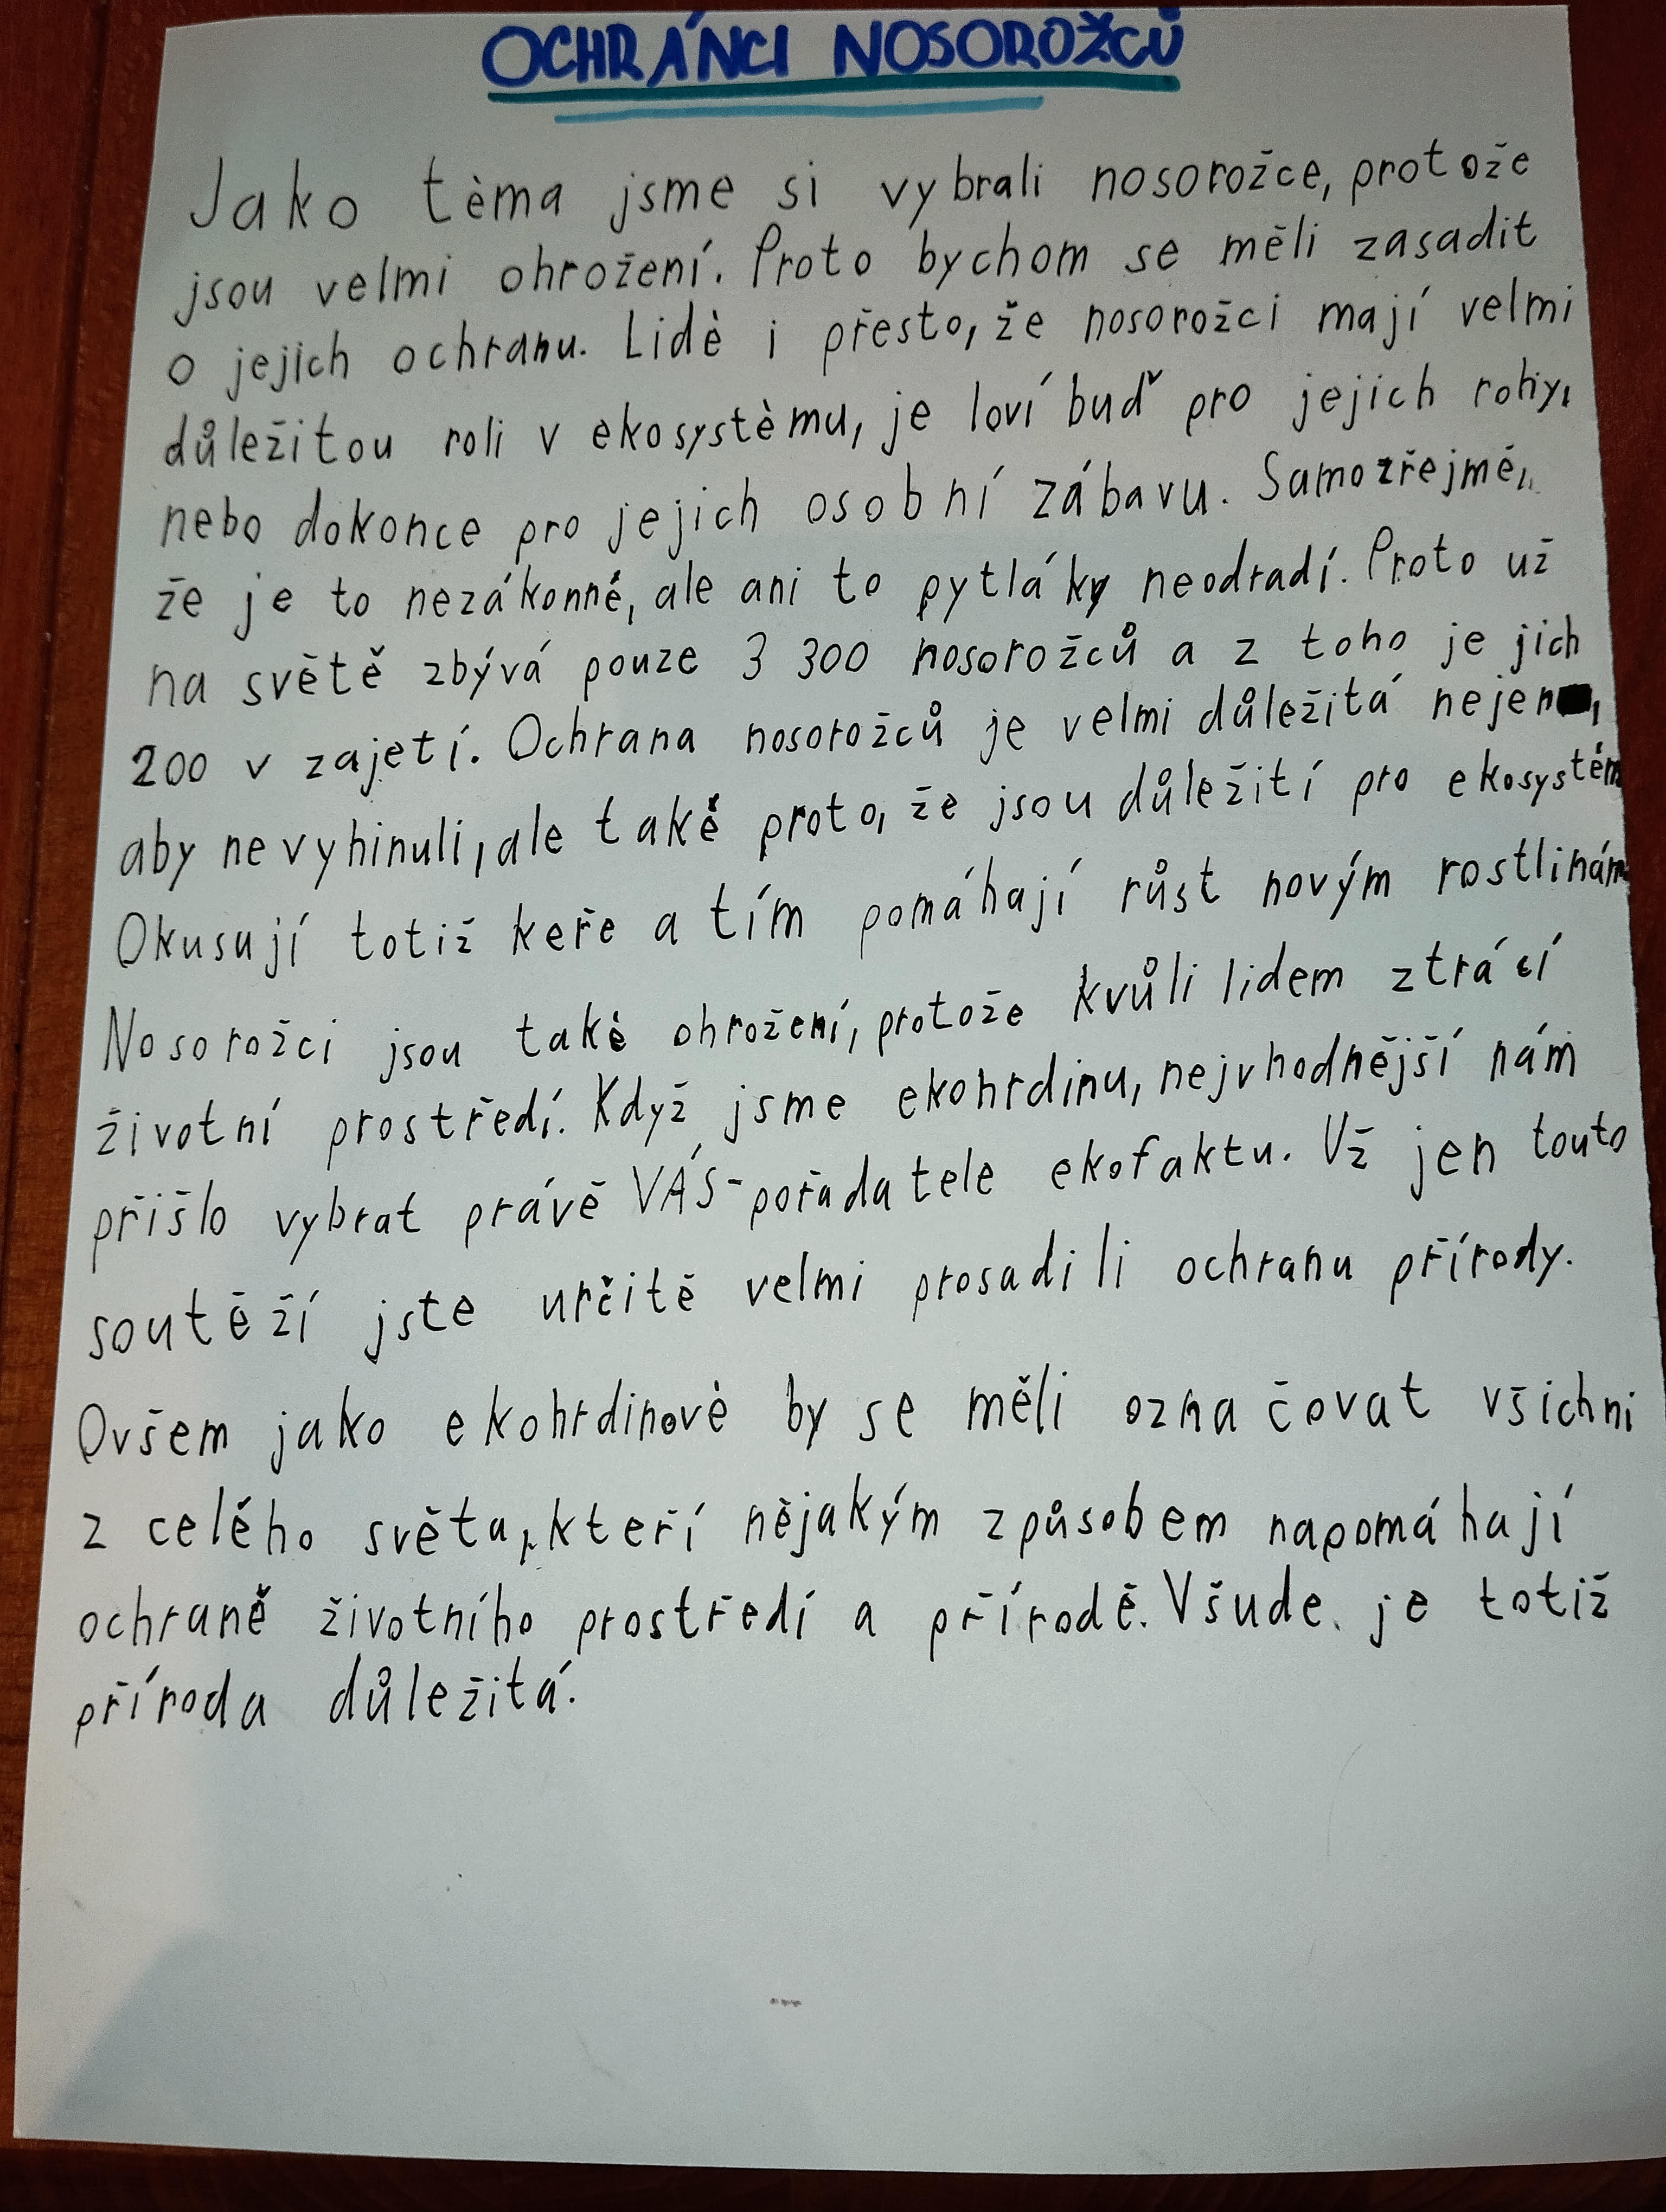 OCHRÁNCI NOSOROŽCŮ
Jako téma jsme si vybrali nosorožce, protože
jsou velmi ohrožení. Proto bychom se měli zasadit
o jejich ochranu. Lidé i přesto, že nosorožci mají velmi
důležitou roli v ekosystému, je loví buď pro jejich rohy,
nebo dokonce pro jejich osobní zábavu. Samozřejmě,
že je to nezákonné, ale ani to pytláky neodradí. Proto už
na světě zbývá pouze 3 300 nosorožců a z toho je jich
200 v zajetí. Ochrana nosorožců je velmi důležitá nejen,
aby nevyhinuli, ale také proto, že jsou důležití pro ekosystém
Okusují totiž keře a tím pomáhají růst novým rostlinám
Nosorožci jsou také ohrožení, protože kvůli lidem ztrácí
životní prostředí. Když jsme ekohrdinu, nejvhodnější nám
přišlo vybrat právě VÁS-pořadatele ekofaktu. Už jen touto
soutěží jste určitě velmi prosadili ochranu přírody.
Ovšem jako ekohrdinové by se měli označovat všichni
z celého světa, kteří nějakým způsobem napomáhají
ochraně životního prostředí a přírodě. Všude je totiž
příroda důležitá.